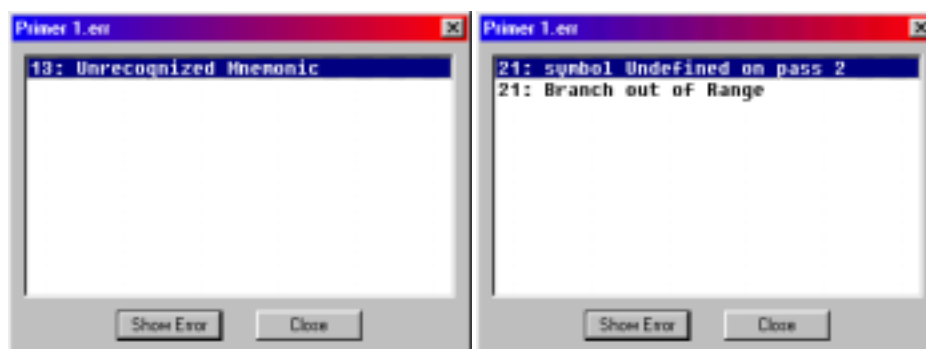 Primer 1.err
13: Unrecognized Mnemonic
Show Error
Close
Primer 1.err
21: symbol Undefined on pass 2
21: Branch out of Range
Show Error
Close